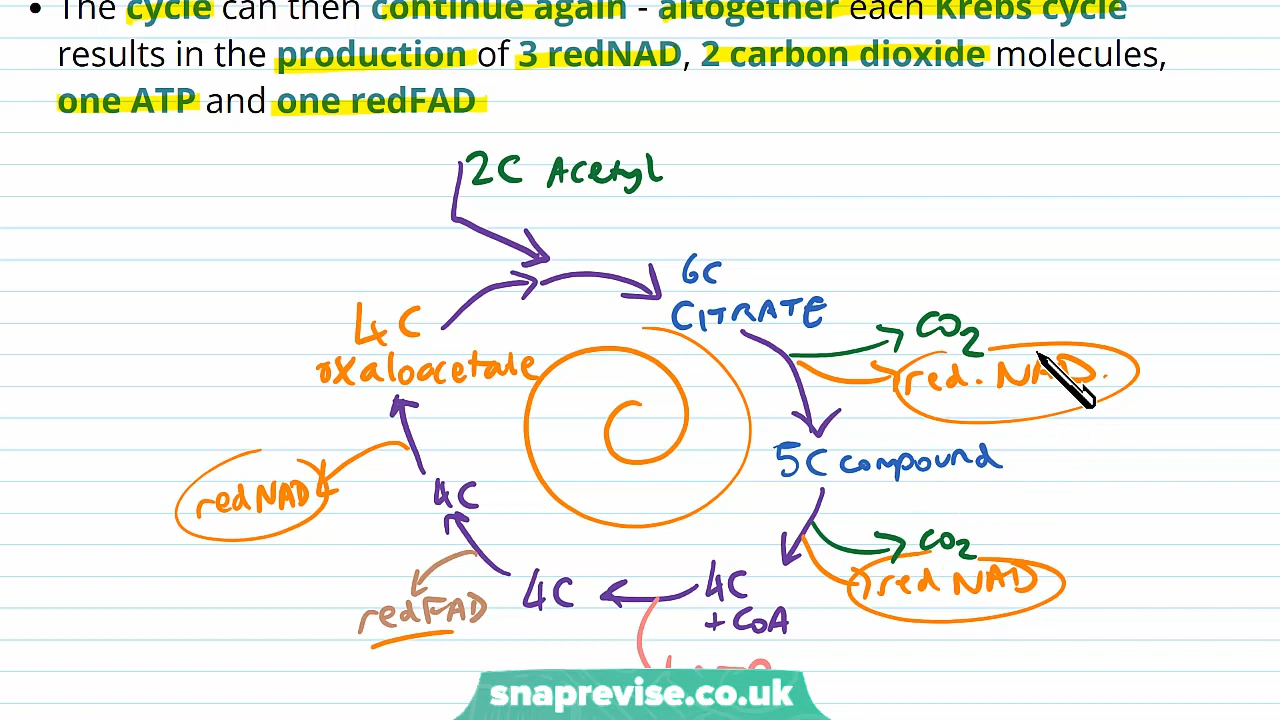 The cycle can then continue again - altogether each Krebs cycle
results in the production of 3 redNAD, 2 carbon dioxide molecules,
one ATP and one redFAD
2C Acetyl
6C
CITRATE
4C
oxaloacetate
CO2
red. NAD.
5C compound
redNAD
4C
CO2
red NAD
4C
4C
+ CoA
redFAD
snaprevise.co.uk